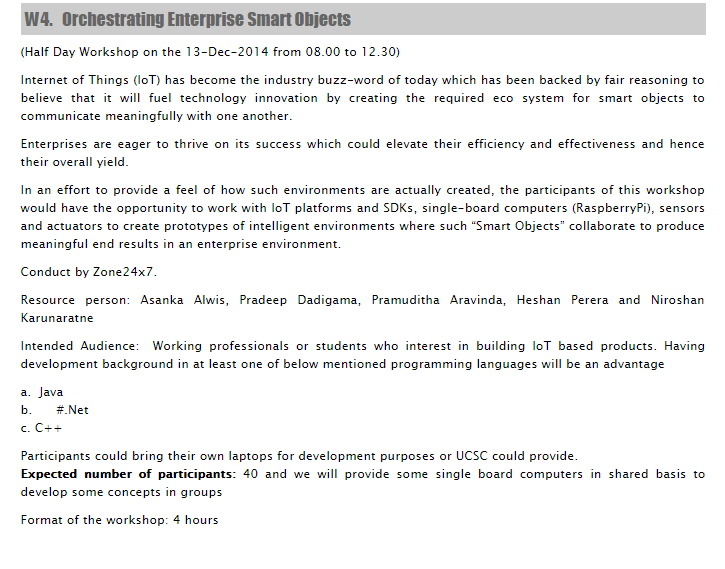 W4. Orchestrating Enterprise Smart Objects
(Half Day Workshop on the 13-Dec-2014 from 08.00 to 12.30)
Internet of Things (IoT) has become the industry buzz-word of today which has been backed by fair reasoning to
believe that it will fuel technology innovation by creating the required eco system for smart objects to
communicate meaningfully with one another.
Enterprises are eager to thrive on its success which could elevate their efficiency and effectiveness and hence
their overall yield.
In an effort to provide a feel of how such environments are actually created, the participants of this workshop
would have the opportunity to work with IoT platforms and SDKs, single-board computers (RaspberryPi), sensors
and actuators to create prototypes of intelligent environments where such “Smart Objects” collaborate to produce
meaningful end results in an enterprise environment.
Conduct by Zone24x7.
Resource person: Asanka Alwis, Pradeep Dadigama, Pramuditha Aravinda, Heshan Perera and Niroshan
Karunaratne
Intended Audience: Working professionals or students who interest in building IoT based products. Having
development background in at least one of below mentioned programming languages will be an advantage
a. Java
b. #.Net
c. C++
Participants could bring their own laptops for development purposes or UCSC could provide.
Expected number of participants: 40 and we will provide some single board computers in shared basis to
develop some concepts in groups
Format of the workshop: 4 hours